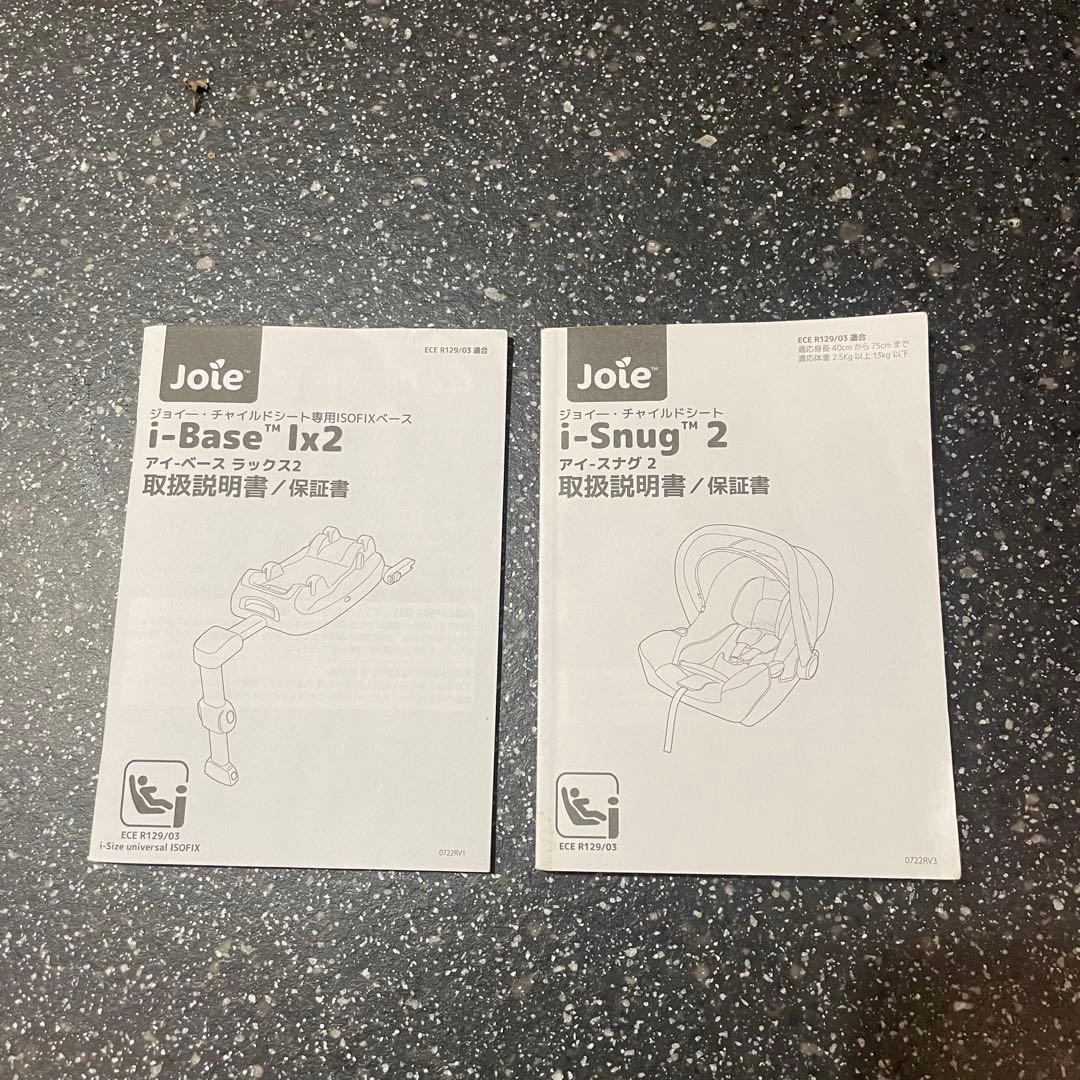 Joie™
ECE R129/03 適合
ジョイー・チャイルドシート専用ISOFIXベース
i-Base™ lx2
アイ-ベース ラックス2
取扱説明書/保証書
ECE R129/03
i-Size universal ISOFIX
0722RV1
Joie™
ECE R129/03 適合
適応身長 40cm から 75cm まで
適応体重 2.5Kg 以上 13kg 以下
ジョイー・チャイルドシート
i-Snug™ 2
アイ-スナグ 2
取扱説明書/保証書
ECE R129/03
0722RV3